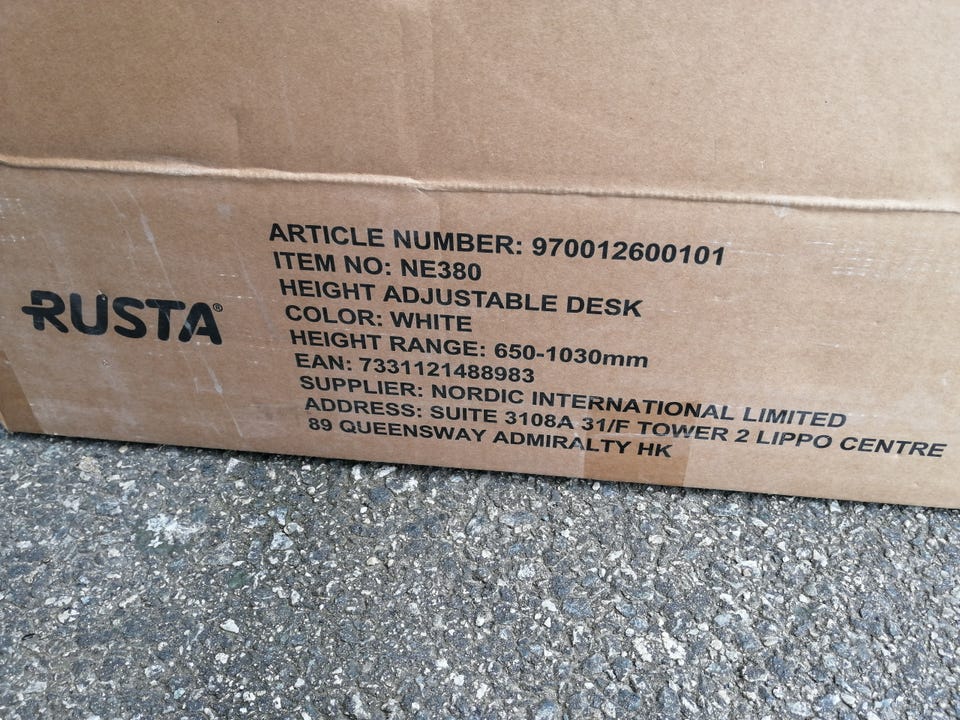 RUSTA®
ARTICLE NUMBER: 970012600101
ITEM NO: NE380
HEIGHT ADJUSTABLE DESK
COLOR: WHITE
HEIGHT RANGE: 650-1030mm
EAN: 7331121488983
SUPPLIER: NORDIC INTERNATIONAL LIMITED
ADDRESS: SUITE 3108A 31/F TOWER 2 LIPPO CENTRE
89 QUEENSWAY ADMIRALTY HK